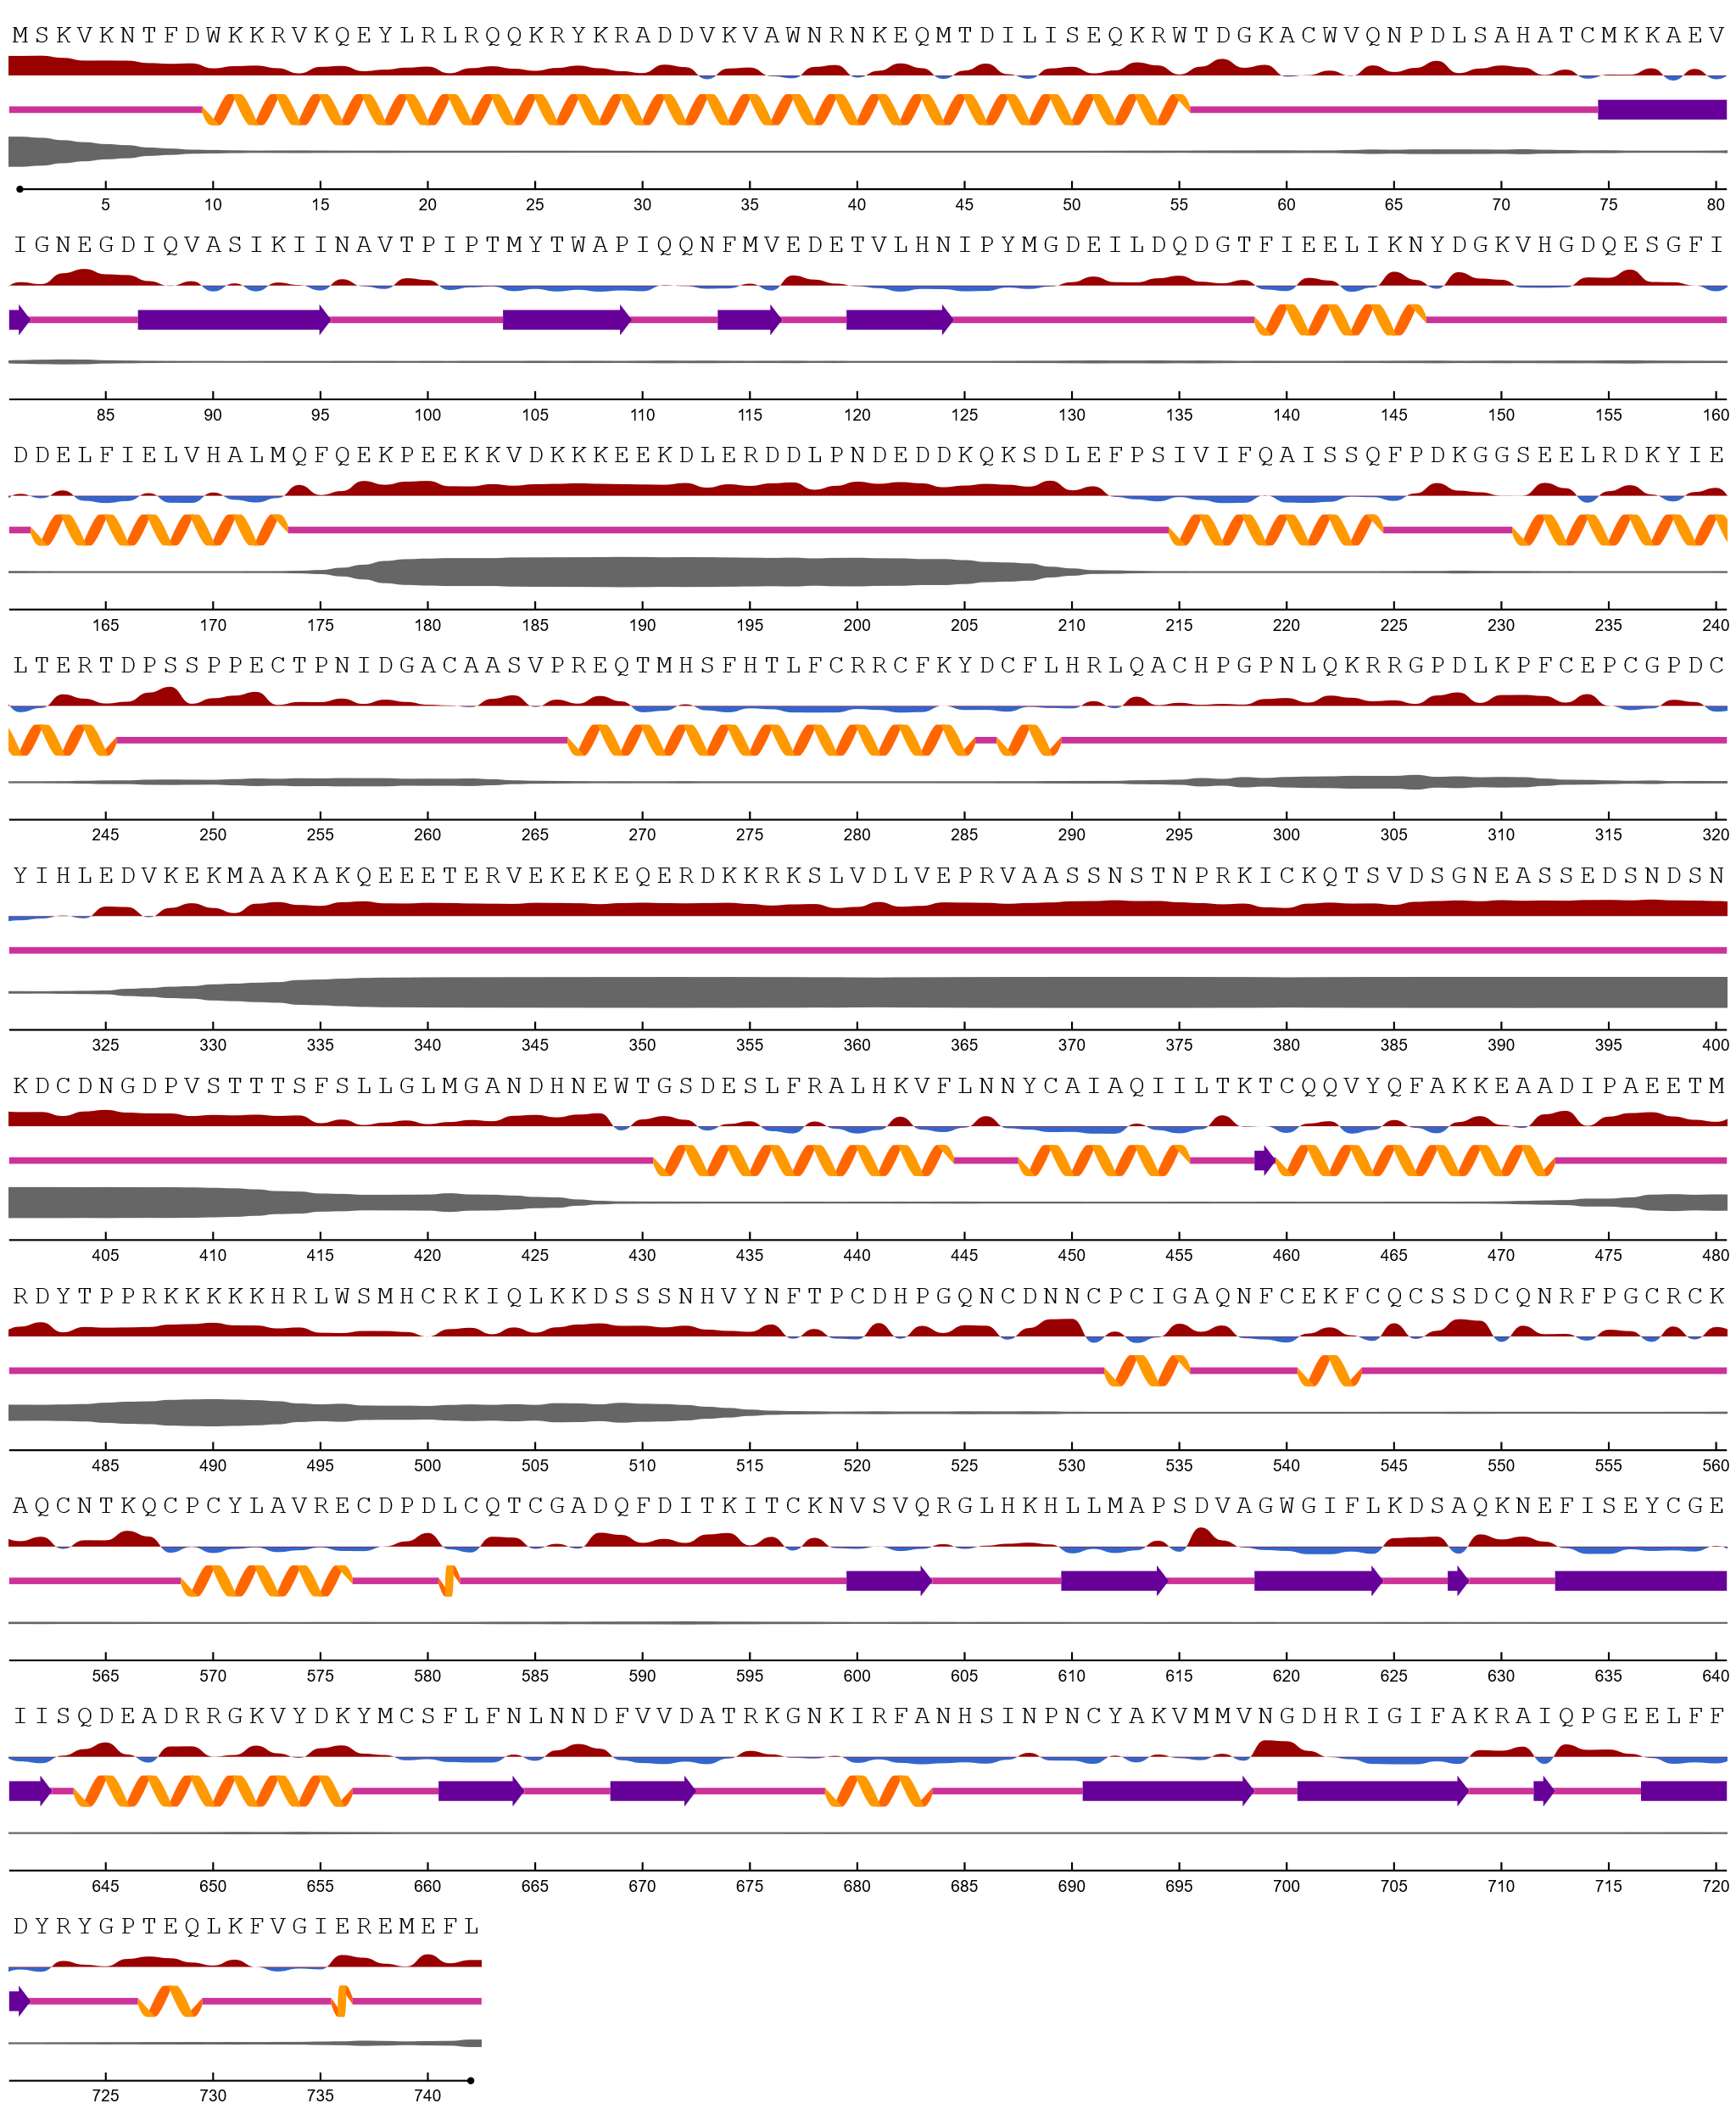 MSKVKNTFDWKKRVKQEYLRLRQQKRYKRADDVKVAWNRNKEQMTDILISEQKRWTDGKACWVQNPDLSAHATCMKKAEV
5 10 15 20 25 30 35 40 45 50 55 60 65 70 75 80
IGNEGDIQVASIKIINAVTPIPTMYTWAPIQQNFMVEDETVLHNIPYMGDEILDQDGTFIEELIKNYDGKVHGDQESGFI
85 90 95 100 105 110 115 120 125 130 135 140 145 150 155 160
DDELFIELVHALMQFQEKPEEKKVDKKKEEKDLERDDLPNDEDDKQKSDLEFPSIVIFQAISSQFPDKGGSEELRDKYIE
165 170 175 180 185 190 195 200 205 210 215 220 225 230 235 240
LTERTDPSSPPECTPNIDGACAASVPREQTMHSFHTLFCRRCFKYDCFLHRLQACHPGPNLQKRRGPDLKPFCEPCGPDC
245 250 255 260 265 270 275 280 285 290 295 300 305 310 315 320
YIHLEDVKEKMAAKAKQEEETERVEKEKEQERDKKRKSLVDLVEPRVAASSNSTNPRKICKQTSVDSGNEASSEDSNDSN
325 330 335 340 345 350 355 360 365 370 375 380 385 390 395 400
KDCDNGDPVSTTTSFSLLGLMGANDHNEWTGSDESLFRALHKVFLNNYCAIAQIILTKTCQQVYQFAKKEAADIPAEETM
405 410 415 420 425 430 435 440 445 450 455 460 465 470 475 480
RDYTPPRKKKKKHRLWSMHCRKIQLKKDSSSNHVYNFTPCDHPGQNCDNNCPCIGAQNFCEKFCQCSSDCQNRFPGCRCK
485 490 495 500 505 510 515 520 525 530 535 540 545 550 555 560
AQCNTKQCPCYLAVRECDPDLCQTCGADQFDITKITCKNVSVQRGLHKHLLMAPSDVAGWGIFLKDSAQKNEFISEYCGE
565 570 575 580 585 590 595 600 605 610 615 620 625 630 635 640
IISQDEADRRGKVYDKYMCSFLFNLNNDFVVDATRKGNKIRFANHSINPNCYAKVMMVNGDHRIGIFAKRAIQPGEELFF
645 650 655 660 665 670 675 680 685 690 695 700 705 710 715 720
DYRYGPTEQLKFVGIEREMEFL
725 730 735 740